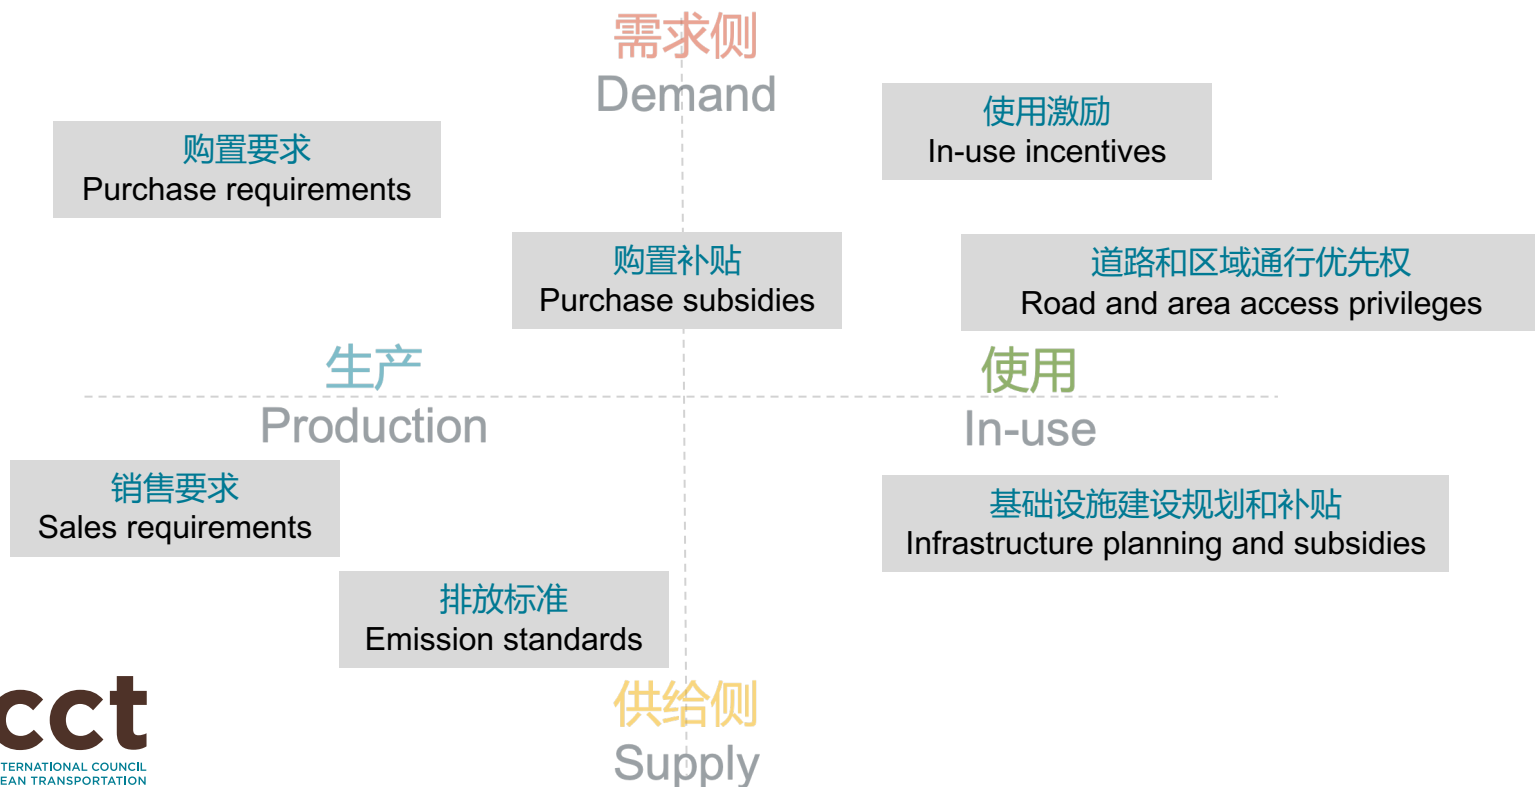 需求侧
Demand
使用激励
In-use incentives
购置要求
Purchase requirements
购置补贴
Purchase subsidies
道路和区域通行优先权
Road and area access privileges
生产
Production
使用
In-use
销售要求
Sales requirements
基础设施建设规划和补贴
Infrastructure planning and subsidies
排放标准
Emission standards
供给侧
Supply
cct
TERNATIONAL COUNCIL
EAN TRANSPORTATION